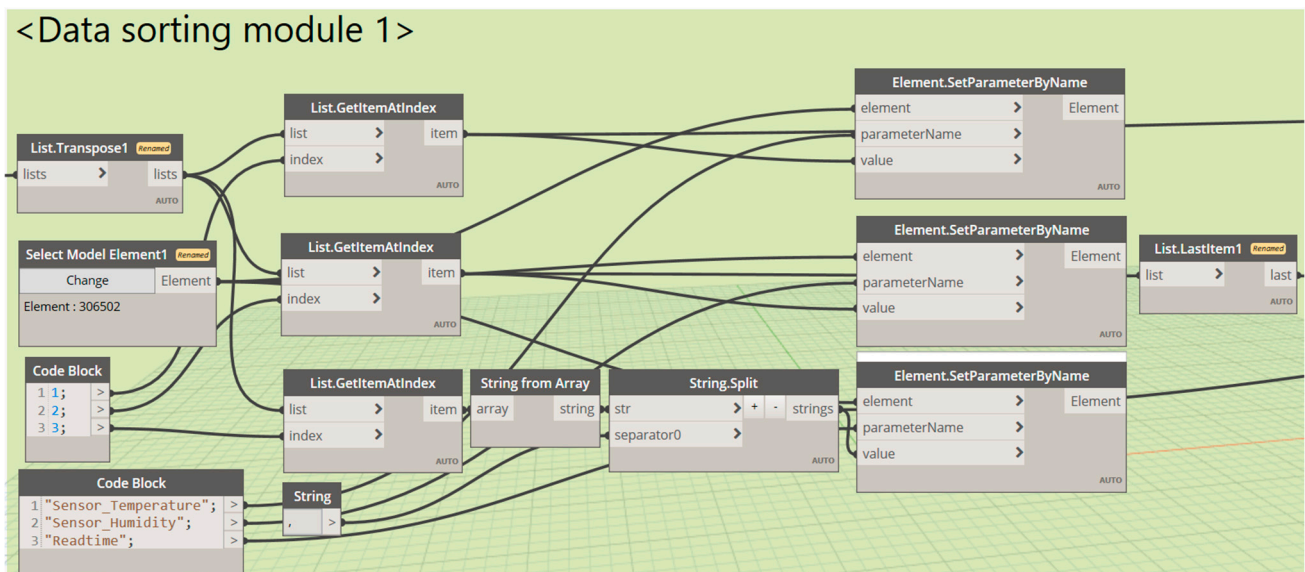 <Data sorting module 1>
List.Transpose1 Renamed
lists > lists
AUTO
Select Model Element1 Renamed
Change Element
Element : 306502
Code Block
1 1; >
2 2; >
3 3; >
Code Block
1 "Sensor_Temperature"; >
2 "Sensor_Humidity"; >
3 "Readtime"; >
List.GetItemAtIndex
list > item
index >
AUTO
List.GetItemAtIndex
list > item
index >
AUTO
List.GetItemAtIndex
list > item
index >
AUTO
String
, >
String from Array
array string
String.Split
str > + - strings
separator0 >
AUTO
Element.SetParameterByName
element > Element
parameterName >
value >
AUTO
Element.SetParameterByName
element > Element
parameterName >
value >
AUTO
Element.SetParameterByName
element > Element
parameterName >
value >
AUTO
List.LastItem1 Renamed
list > last
AUTO